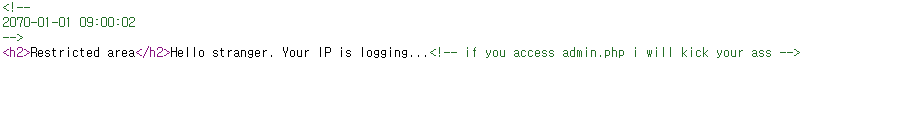 <!--
2070-01-01 09:00:02
-->
<h2>Restricted area</h2>Hello stranger. Your IP is logging...<!-- if you access admin.php i will kick your ass -->